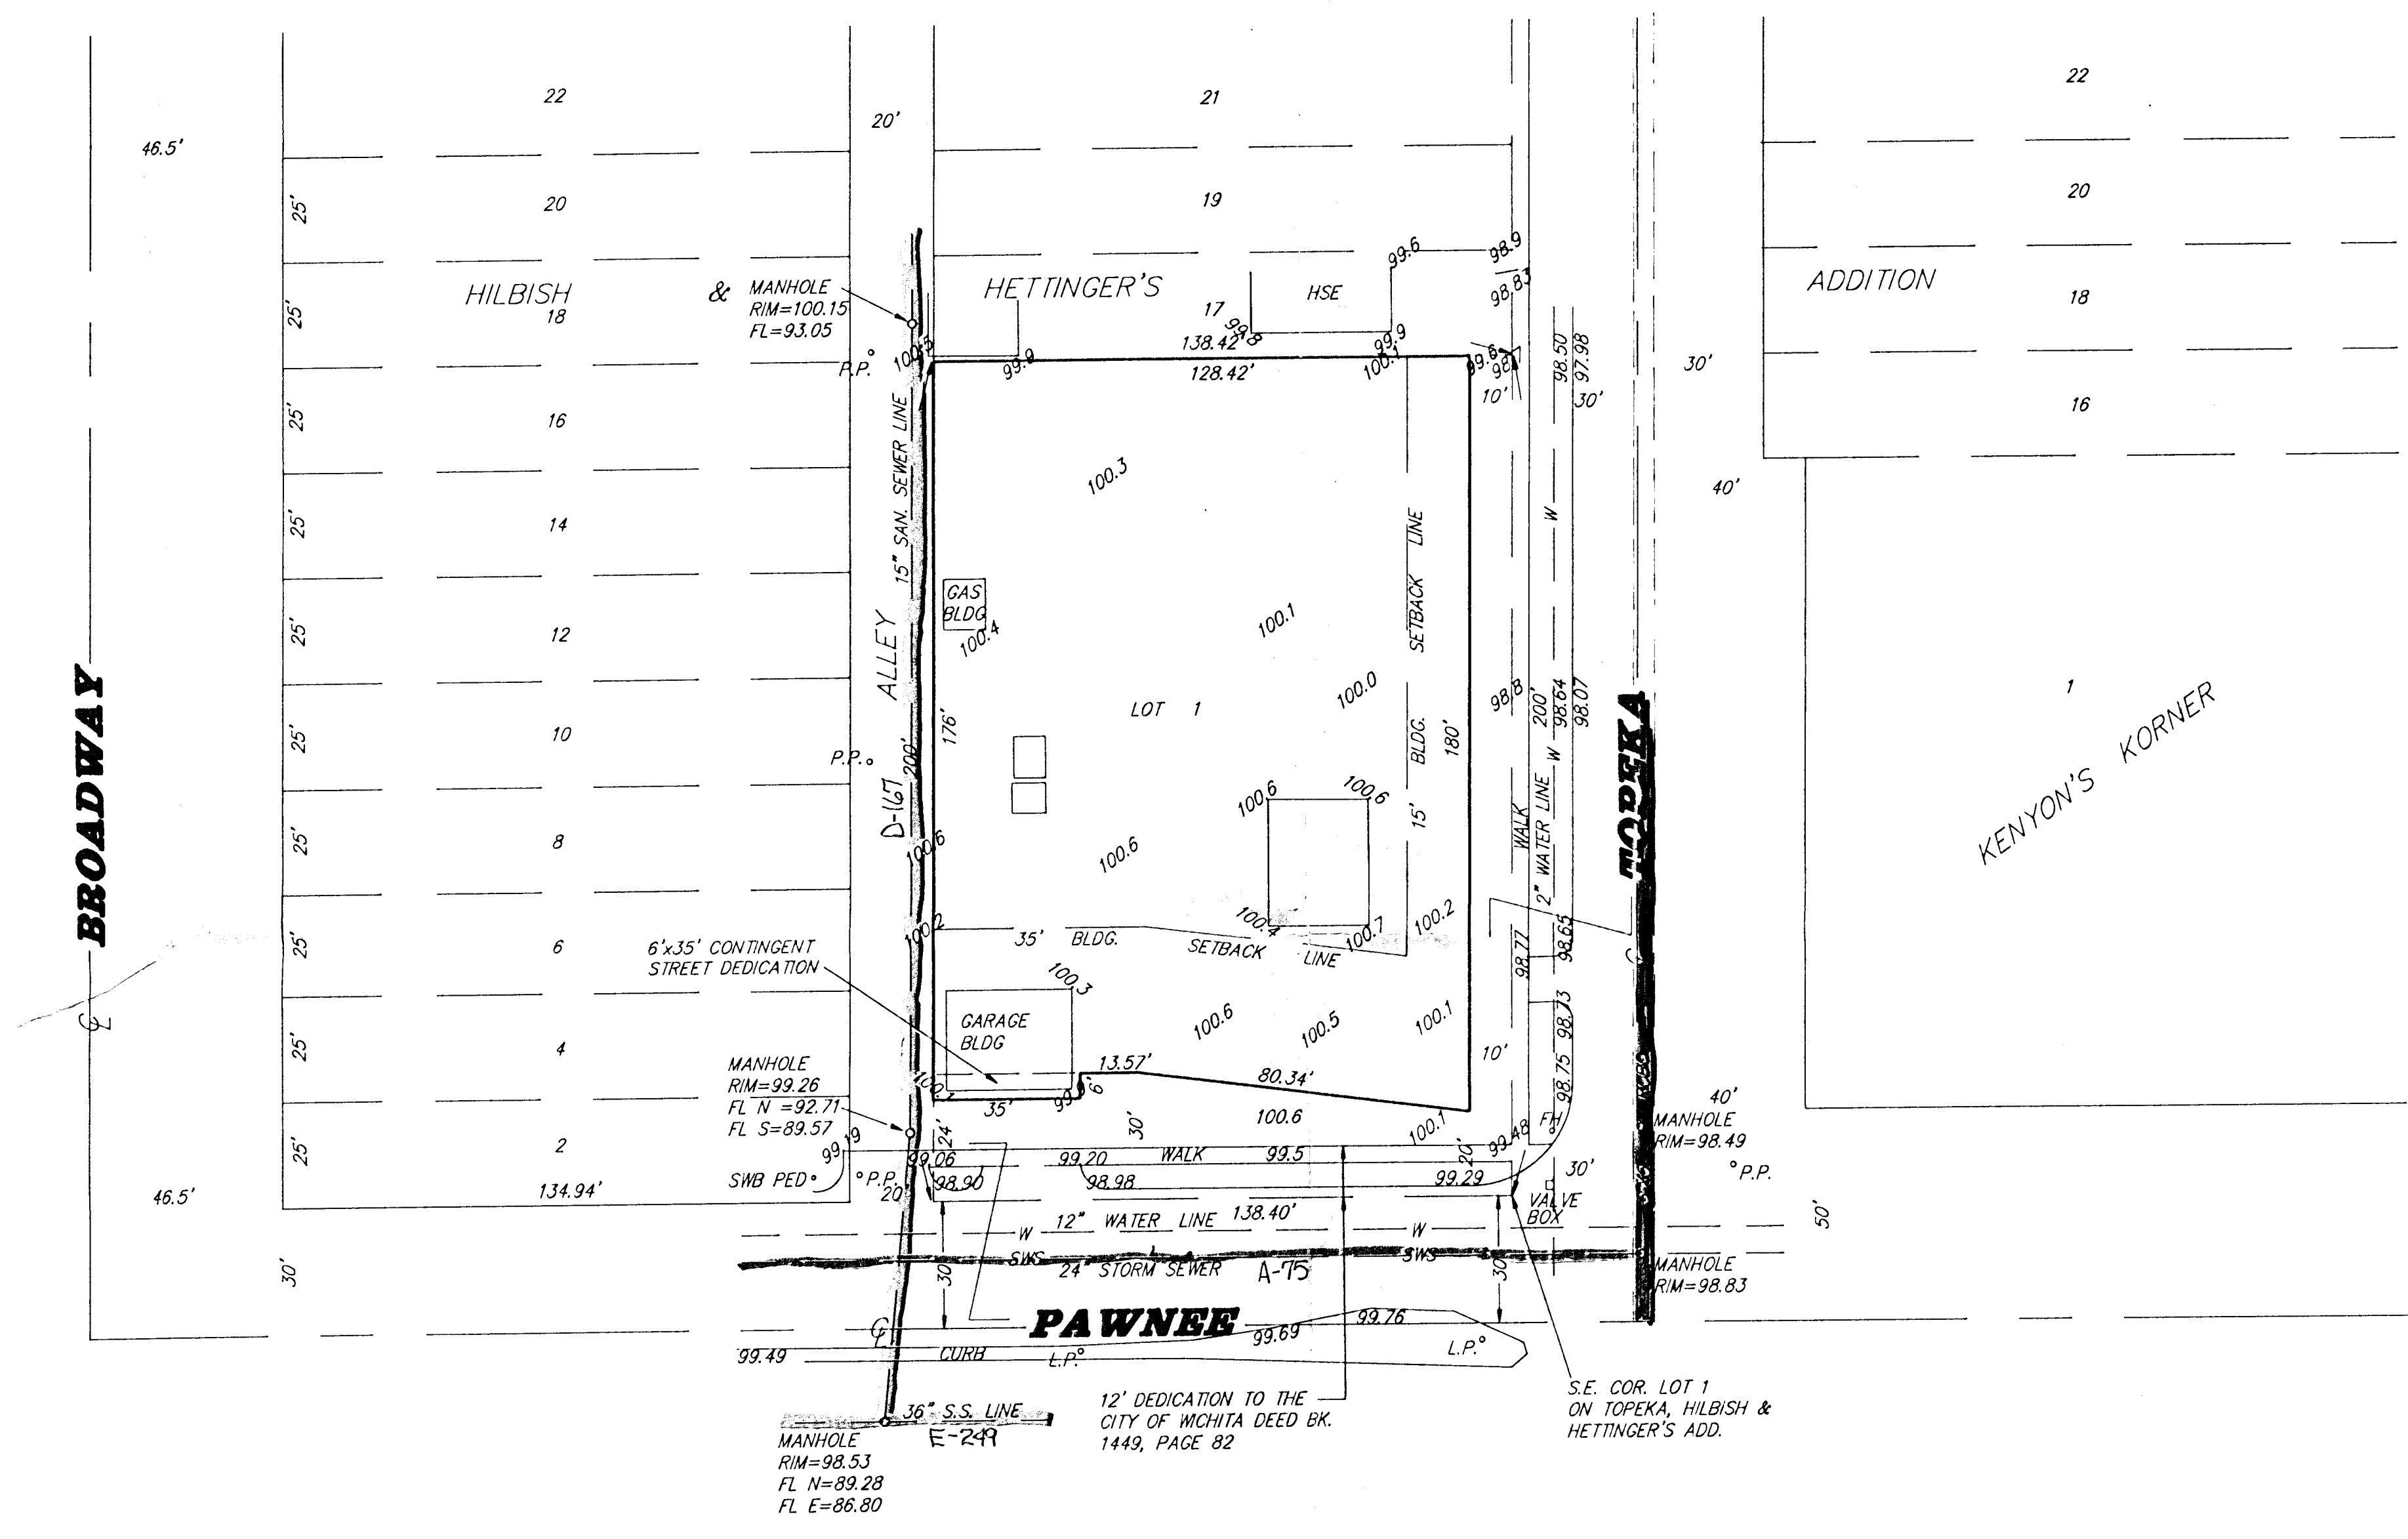 22
21
22
20'
46.5'
20
19
20
25'
99.6
98.9
98.83
HILBISH
&
HETTINGER'S
ADDITION
18
17
HSE
18
25'
MANHOLE
RIM=100.15
FL=93.05
99.8
99.9
138.42'
128.42'
100.1
99.9
P.P.
98.50
97.98
30'
10'
30'
16
16
25'
15" SAN. SEWER LINE
100.3
40'
14
25'
SETBACK LINE
W
GAS
BLDG
100.4
12
25'
ALLEY
100.1
100.0
98.8
LOT 1
1
176'
180'
200'
98.64
98.07
BROADWAY
TOPEKA
KENYON'S KORNER
10
25'
P.P.
200'
D-167
BLDG.
15'
W
2" WATER LINE
WALK
100.6
100.6
8
25'
100.6
100.6
100.2
100.4
100.7
100.2
6
25'
35' BLDG. SETBACK LINE
98.77
98.65
6'x35' CONTINGENT
STREET DEDICATION
100.3
GARAGE
BLDG
100.6
100.5
100.1
98.73
98.75
4
25'
10'
13.57'
80.34'
6'
35'
MANHOLE
RIM=99.26
FL N =92.71
FL S=89.57
24'
30'
100.6
100.1
20'
99.48
FH
40'
MANHOLE
RIM=98.49
P.P.
2
25'
99.19
99.06
99.20
WALK
99.5
SWB PED
P.P.
20'
98.90
98.98
99.29
30'
46.5'
134.94'
VALVE
BOX
50'
12" WATER LINE
138.40'
W
W
SWS
SWS
24" STORM SEWER
A-75
MANHOLE
RIM=98.83
30'
30'
30'
PAWNEE
99.69
99.76
99.49
CURB
L.P.
L.P.
36" S.S. LINE
E-249
12' DEDICATION TO THE
CITY OF WICHITA DEED BK.
1449, PAGE 82
S.E. COR. LOT 1
ON TOPEKA, HILBISH &
HETTINGER'S ADD.
MANHOLE
RIM=98.53
FL N=89.28
FL E=86.80